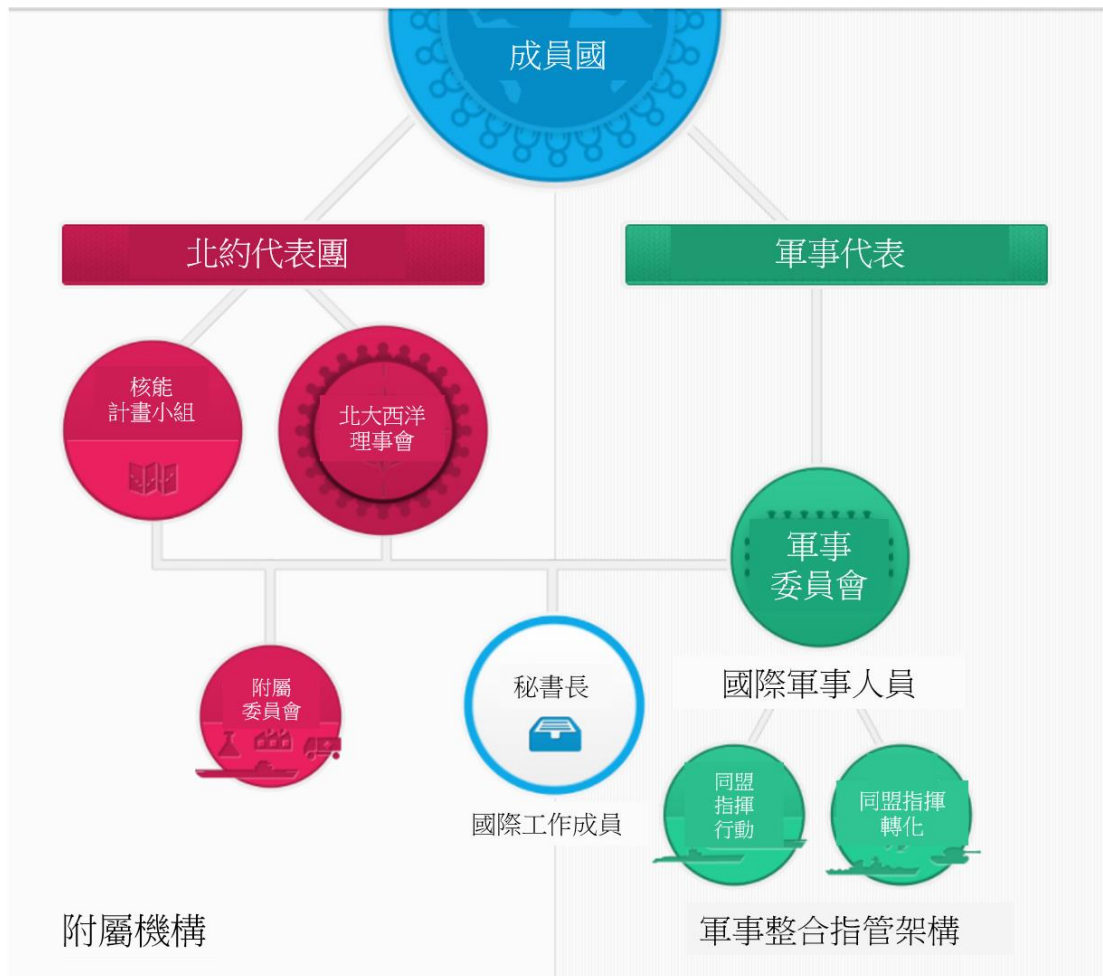 成員國
北約代表團
軍事代表
核能
計畫小組
北大西洋
理事會
軍事
委員會
附屬
委員會
秘書長
國際軍事人員
同盟
指揮
行動
同盟指揮
轉化
國際工作成員
附屬機構
軍事整合指管架構